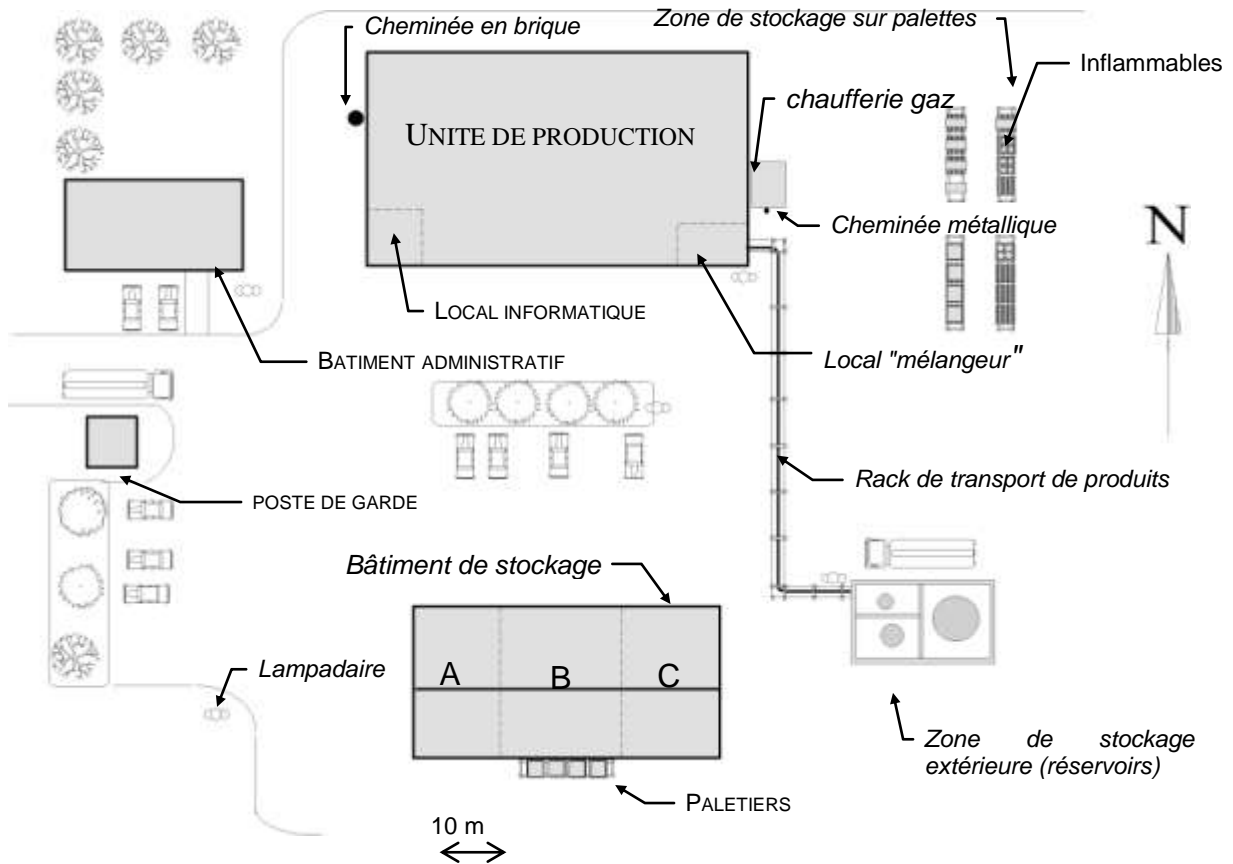 Cheminée en brique
Zone de stockage sur palettes
Inflammables
chaufferie gaz
UNITE DE PRODUCTION
Cheminée métallique
N
LOCAL INFORMATIQUE
BATIMENT ADMINISTRATIF
Local "mélangeur"
Rack de transport de produits
POSTE DE GARDE
Bâtiment de stockage
A B C
Lampadaire
Zone de stockage
extérieure (réservoirs)
PALETIERS
10 m